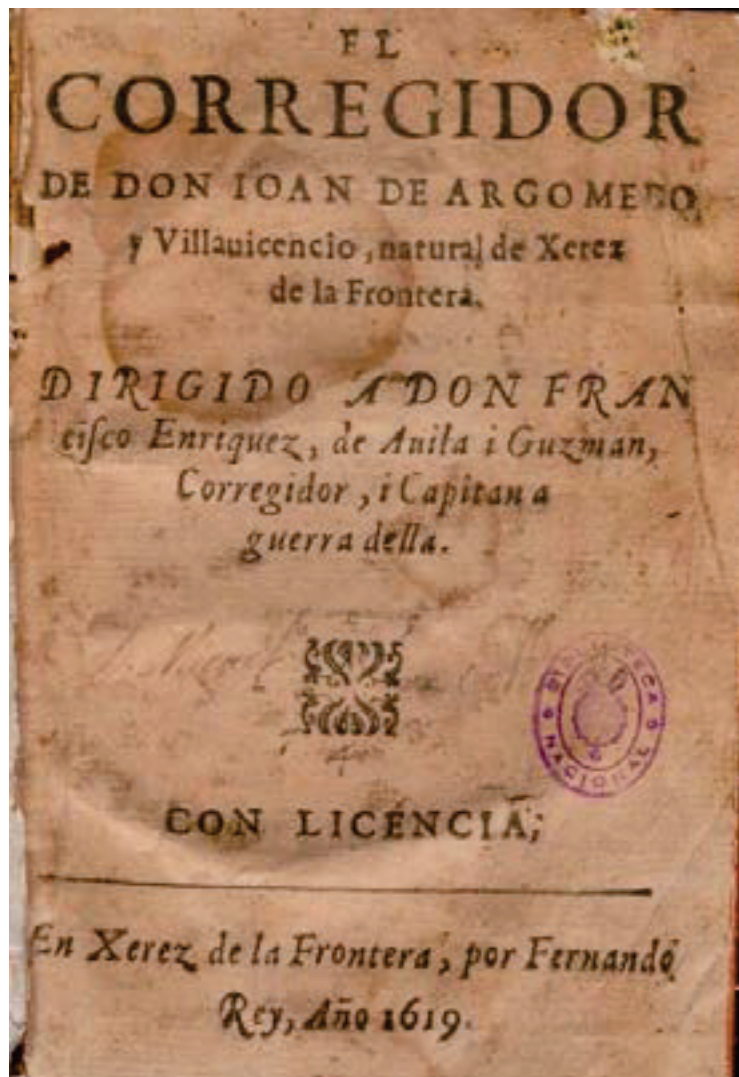 EL
CORREGIDOR
DE DON IOAN DE ARGOMEDO,
y Villauicencio, natural de Xerez
de la Frontera.
DIRIGIDO A DON FRAN
ciſco Enriquez, de Auila i Guzman,
Corregidor, i Capitan a
guerra della.
BIBLIOTECA NACIONAL
CON LICENCIA;
En Xerez de la Frontera, por Fernando
Rey, Año 1619.